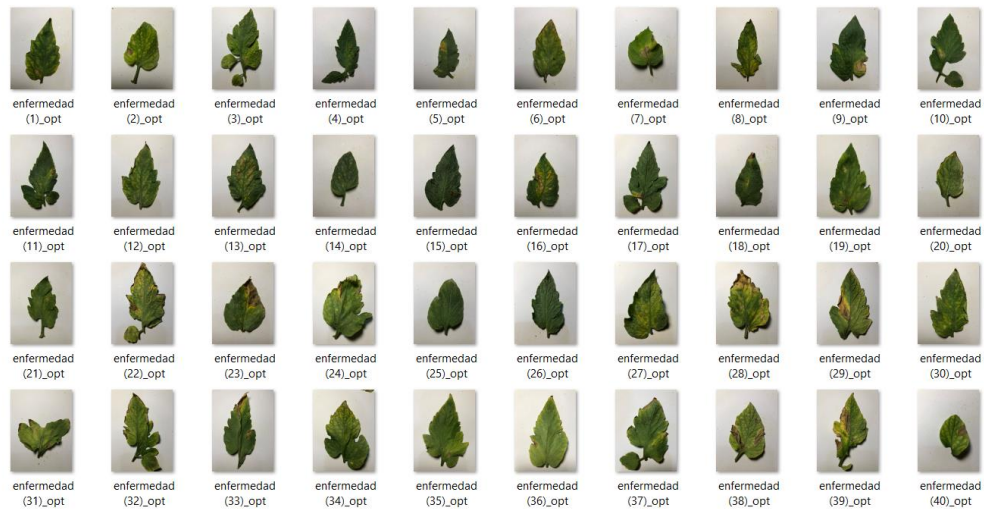 enfermedad enfermedad enfermedad enfermedad enfermedad enfermedad enfermedad enfermedad enfermedad enfermedad
(1)_opt (2)_opt (3)_opt (4)_opt (5)_opt (6)_opt (7)_opt (8)_opt (9)_opt (10)_opt
enfermedad enfermedad enfermedad enfermedad enfermedad enfermedad enfermedad enfermedad enfermedad enfermedad
(11)_opt (12)_opt (13)_opt (14)_opt (15)_opt (16)_opt (17)_opt (18)_opt (19)_opt (20)_opt
enfermedad enfermedad enfermedad enfermedad enfermedad enfermedad enfermedad enfermedad enfermedad enfermedad
(21)_opt (22)_opt (23)_opt (24)_opt (25)_opt (26)_opt (27)_opt (28)_opt (29)_opt (30)_opt
enfermedad enfermedad enfermedad enfermedad enfermedad enfermedad enfermedad enfermedad enfermedad enfermedad
(31)_opt (32)_opt (33)_opt (34)_opt (35)_opt (36)_opt (37)_opt (38)_opt (39)_opt (40)_opt